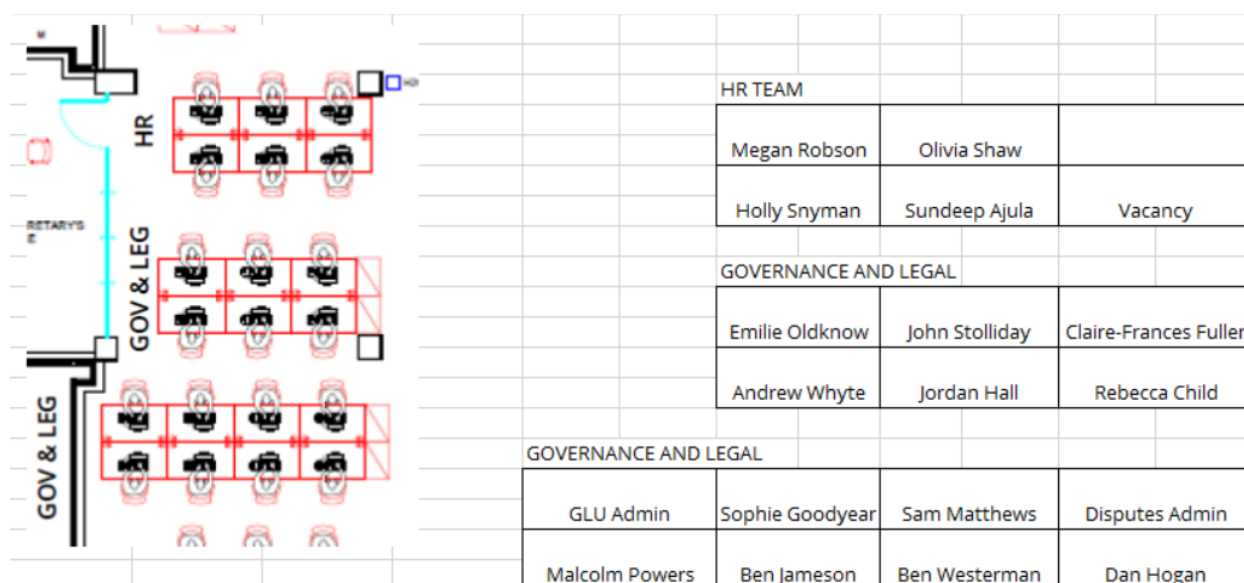 HR
RETARY'S
E
GOV & LEG
GOV & LEG
HR TEAM
Megan Robson Olivia Shaw
Holly Snyman Sundeep Ajula Vacancy
GOVERNANCE AND LEGAL
Emilie Oldknow John Stolliday Claire-Frances Fuller
Andrew Whyte Jordan Hall Rebecca Child
GOVERNANCE AND LEGAL
GLU Admin Sophie Goodyear Sam Matthews Disputes Admin
Malcolm Powers Ben Jameson Ben Westerman Dan Hogan